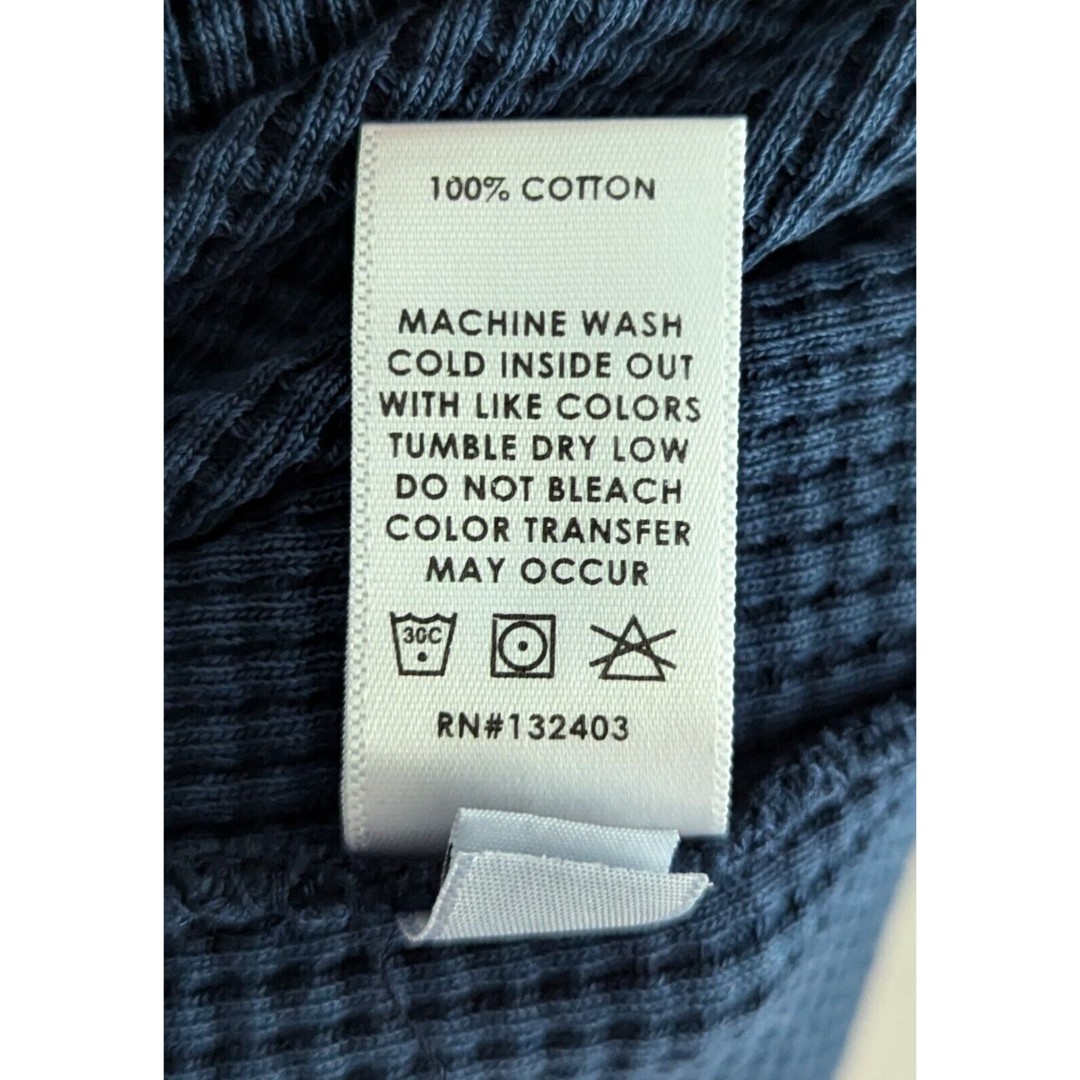 100% COTTON
MACHINE WASH
COLD INSIDE OUT
WITH LIKE COLORS
TUMBLE DRY LOW
DO NOT BLEACH
COLOR TRANSFER
MAY OCCUR
30C
RN#132403